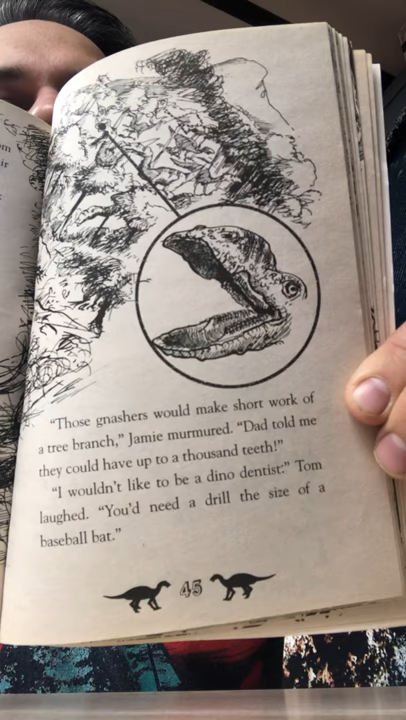 om
ir
"Those gnashers would make short work of
a tree branch," Jamie murmured. "Dad told me
they could have up to a thousand teeth!"
"I wouldn't like to be a dino dentist." Tom
laughed. "You'd need a drill the size of a
baseball bat."
45